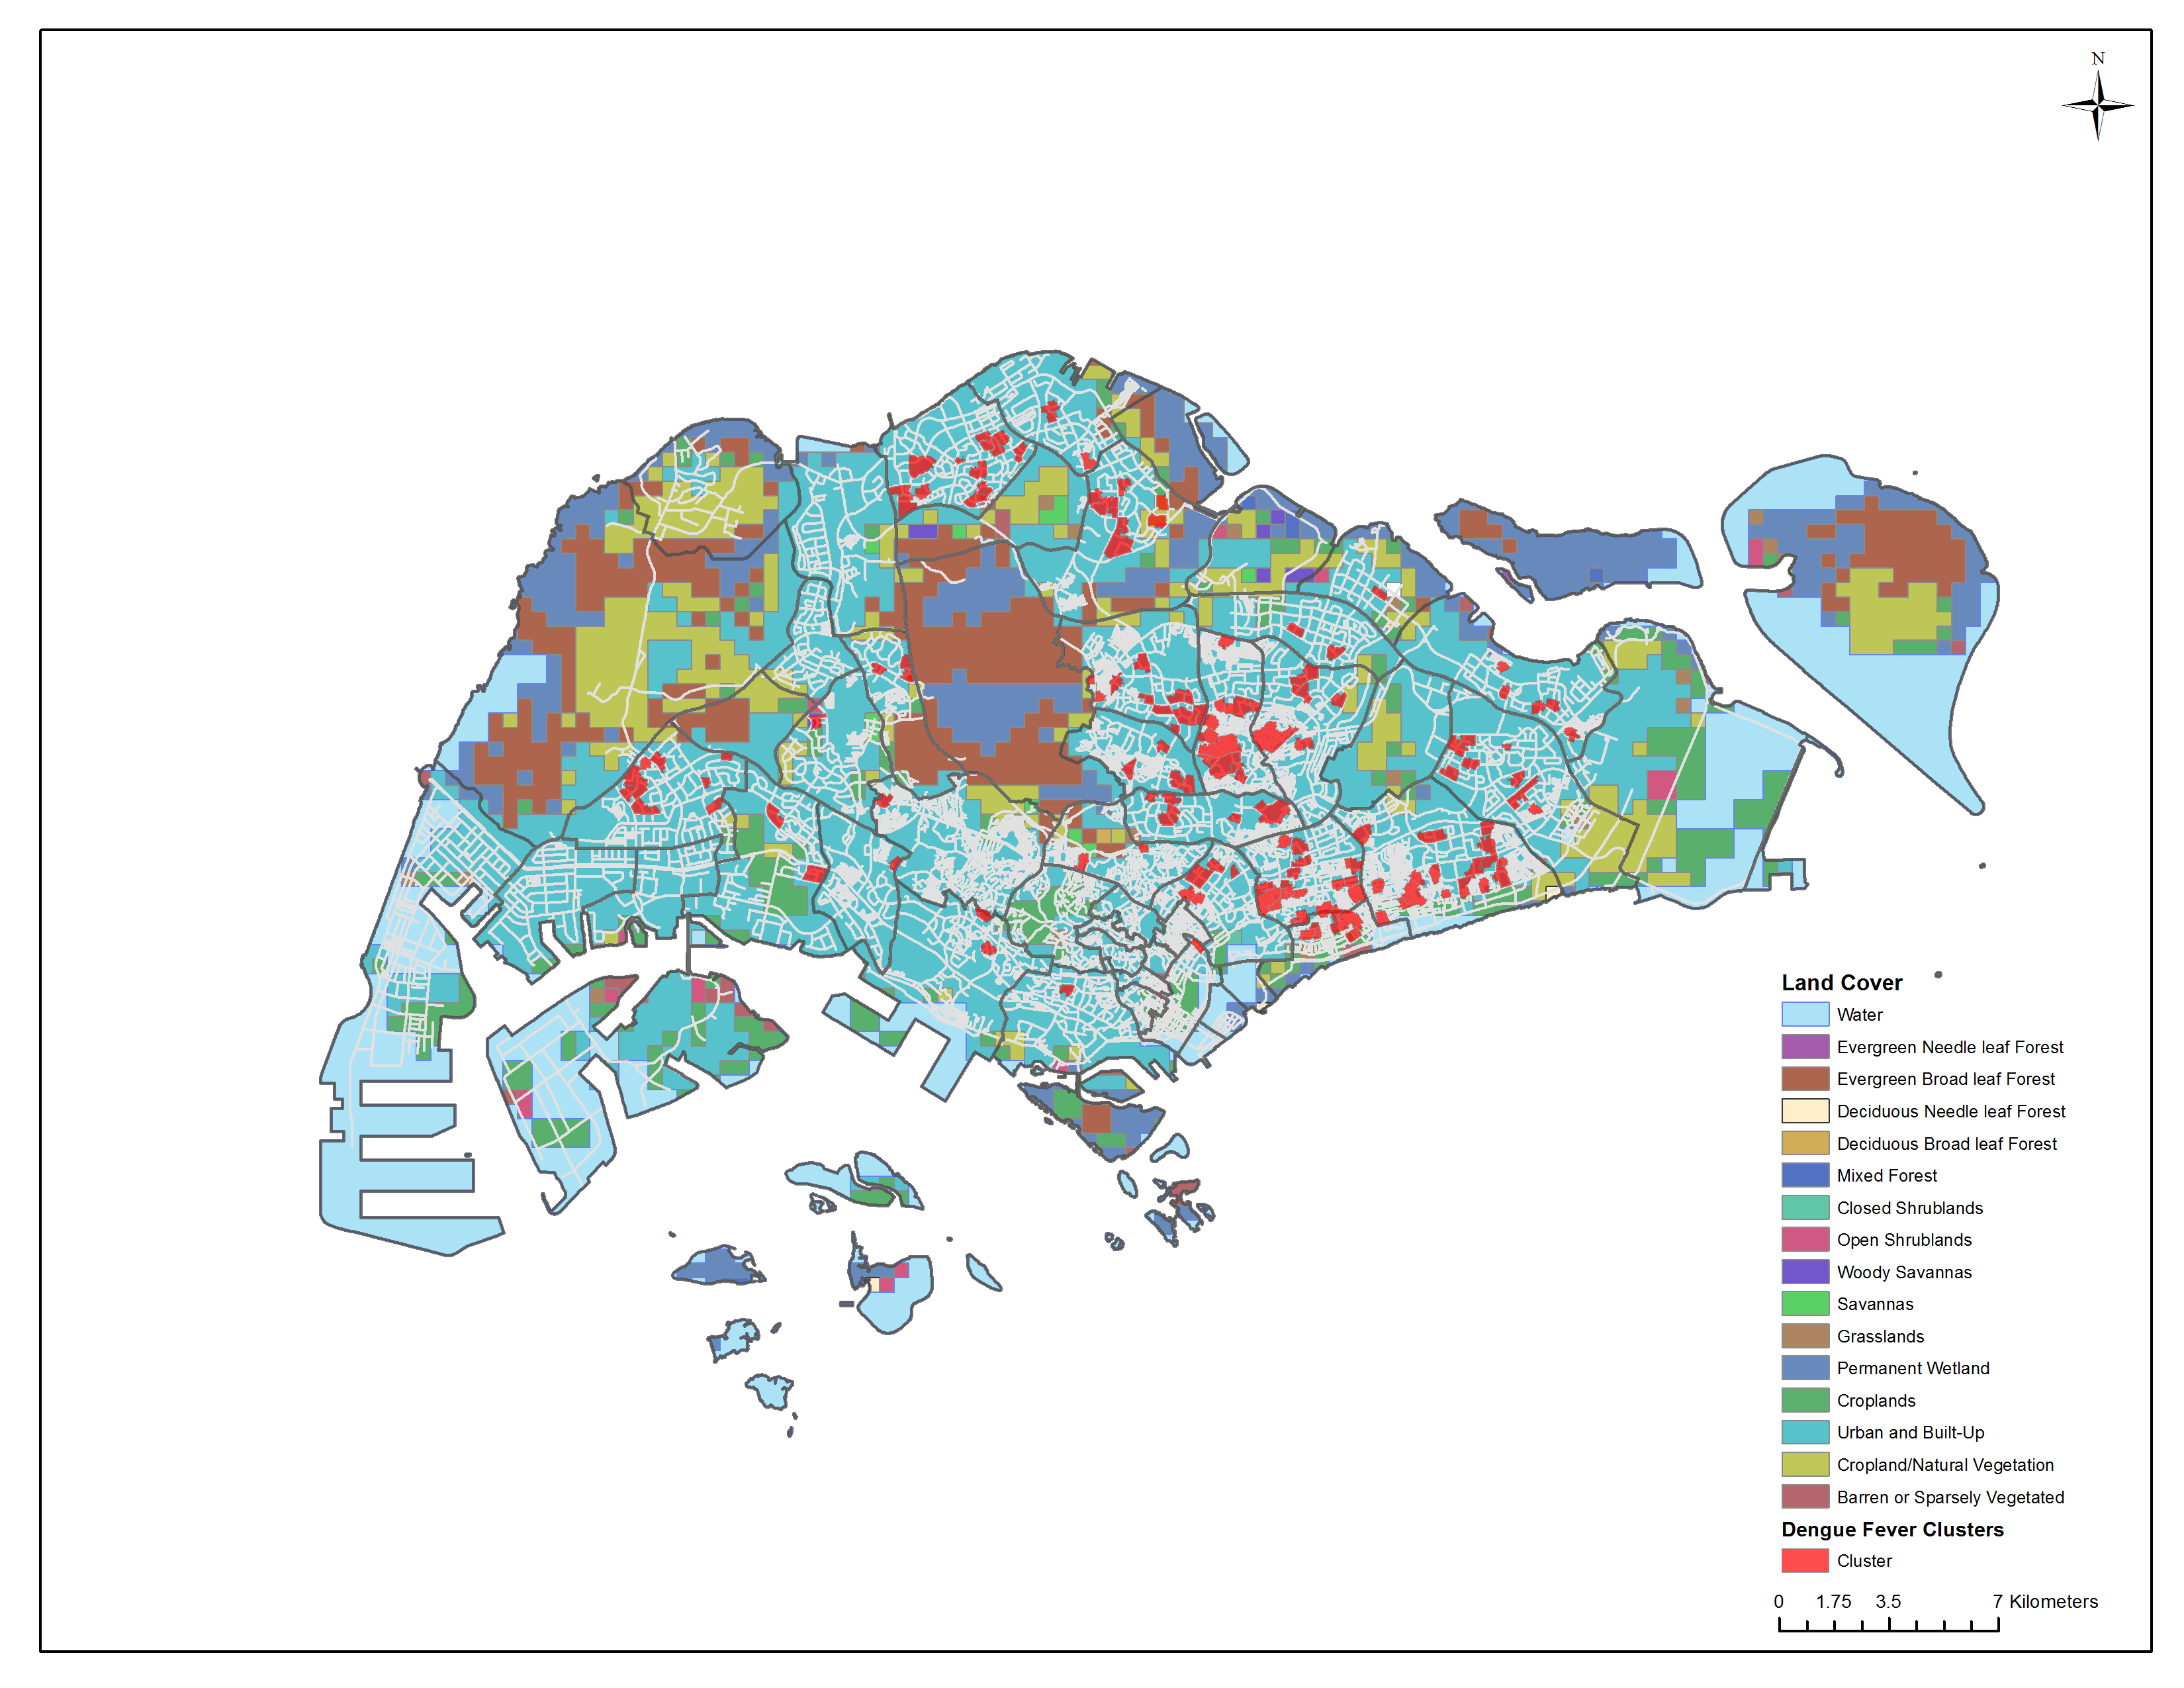 N
Land Cover
Water
Evergreen Needle leaf Forest
Evergreen Broad leaf Forest
Deciduous Needle leaf Forest
Deciduous Broad leaf Forest
Mixed Forest
Closed Shrublands
Open Shrublands
Woody Savannas
Savannas
Grasslands
Permanent Wetland
Croplands
Urban and Built-Up
Cropland/Natural Vegetation
Barren or Sparsely Vegetated
Dengue Fever Clusters
Cluster
0 1.75 3.5 7 Kilometers